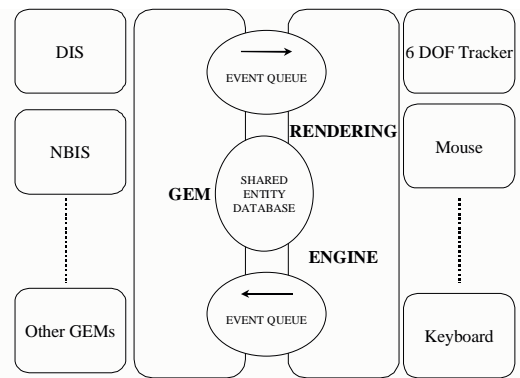 DIS
NBIS
Other GEMs
GEM
EVENT QUEUE
SHARED
ENTITY
DATABASE
EVENT QUEUE
RENDERING
ENGINE
6 DOF Tracker
Mouse
Keyboard